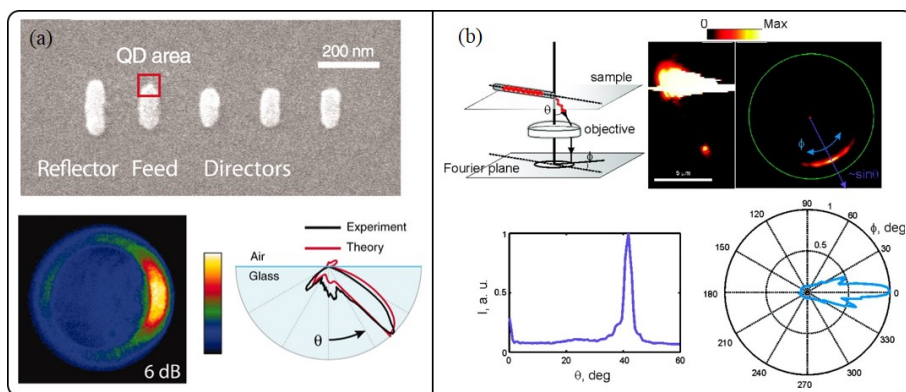 (a)
QD area
200 nm
Reflector Feed Directors
Experiment
Theory
Air
Glass
θ
6 dB
(b)
0 Max
sample
θ
objective
ϕ
Fourier plane
5 μm
ϕ
~sinθ
I, a. u.
1
0.5
0
0 20 40 60
θ, deg
90
120 60
150 30
180 0
210 330
240 300
270
1
0.5
ϕ, deg